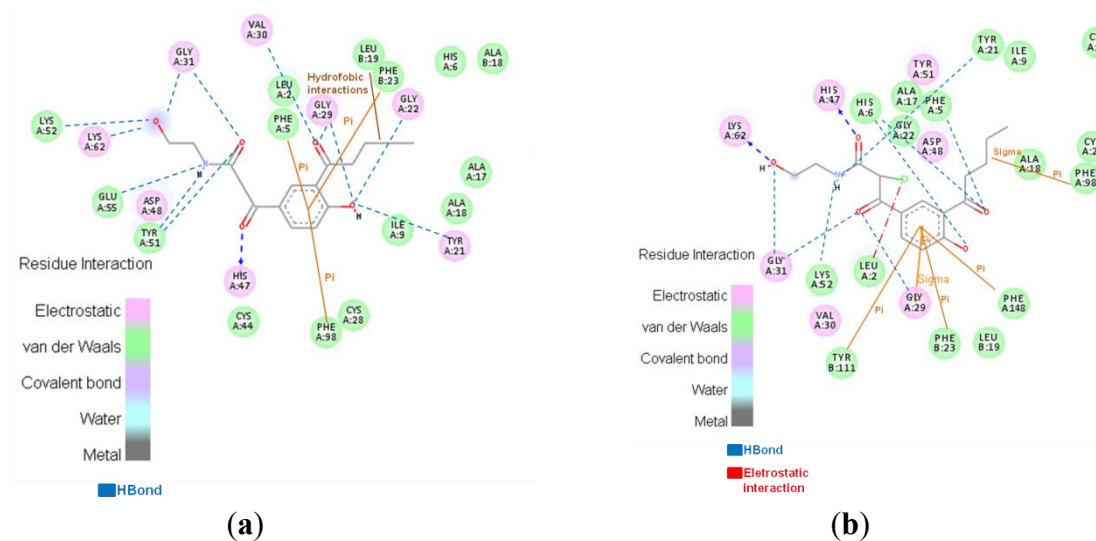 VAL
A:30
GLY
A:31
LEU
B:19
PHE
B:23
HIS
A:6
ALA
B:18
Hydrofobic
interactions
LEU
A:2
GLY
A:29
GLY
A:22
PHE
A:5
Pi
Pi
LYS
A:52
LYS
A:62
O
O
O
N
H
O
O
H
ALA
A:17
ALA
A:18
GLU
A:55
ASP
A:48
TYR
A:51
ILE
A:9
TYR
A:21
HIS
A:47
Pi
CYS
A:44
CYS
A:28
PHE
A:98
Residue Interaction
Electrostatic
van der Waals
Covalent bond
Water
Metal
HBond
(a)
TYR
A:21
ILE
A:9
TYR
A:51
HIS
A:47
ALA
A:17
HIS
A:6
PHE
A:5
GLY
A:22
LYS
A:62
ASP
A:48
Sigma
ALA
A:18
Pi
PHE
A:98
O
O
N
H
Cl
O
O
O
Residue Interaction
GLY
A:31
LYS
A:52
LEU
A:2
Pi
Sigma
GLY
A:29
Pi
Pi
Pi
PHE
A:148
VAL
A:30
TYR
B:111
PHE
B:23
LEU
B:19
Electrostatic
van der Waals
Covalent bond
Water
Metal
HBond
Eletrostatic
interaction
(b)